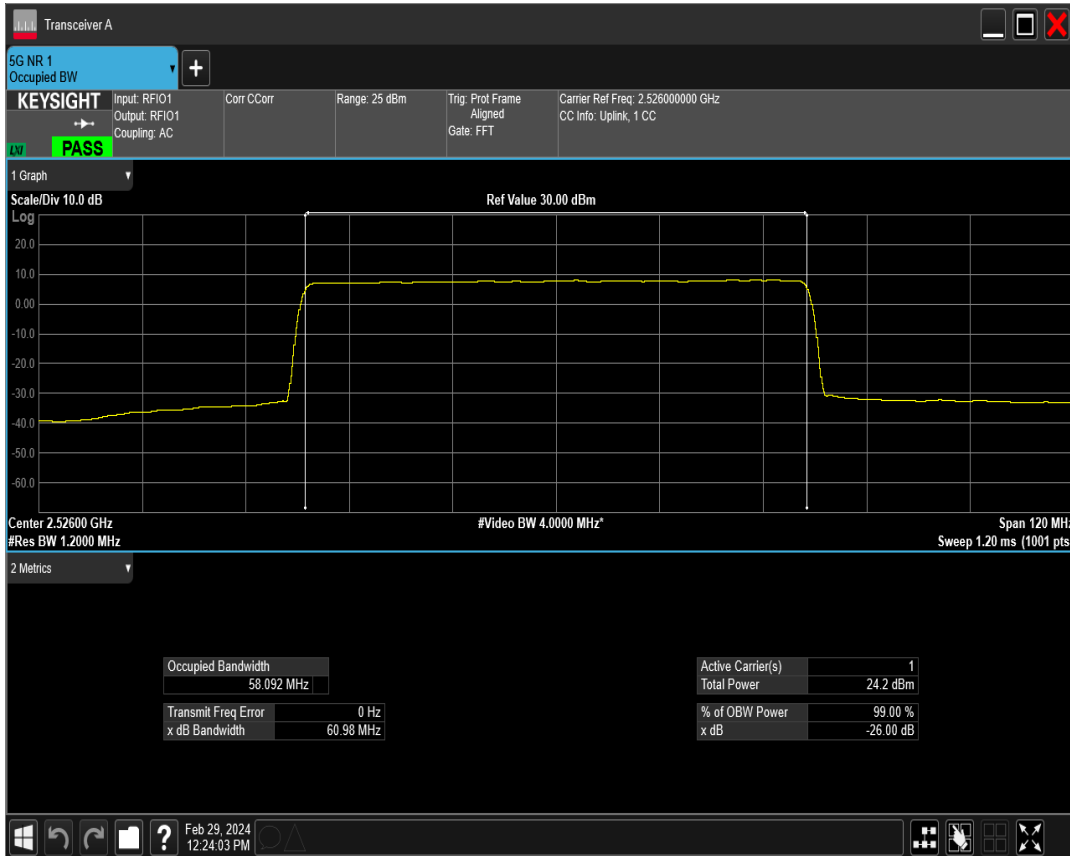 Transceiver A
5G NR 1
Occupied BW
+
KEYSIGHT
LXI
PASS
Input: RFIO1
Output: RFIO1
Coupling: AC
Corr CCorr
Range: 25 dBm
Trig: Prot Frame
Aligned
Gate: FFT
Carrier Ref Freq: 2.526000000 GHz
CC Info: Uplink, 1 CC
1 Graph
Scale/Div 10.0 dB
Ref Value 30.00 dBm
Log
20.0
10.0
0.00
-10.0
-20.0
-30.0
-40.0
-50.0
-60.0
Center 2.52600 GHz
#Video BW 4.0000 MHz*
Span 120 MHz
#Res BW 1.2000 MHz
Sweep 1.20 ms (1001 pts
2 Metrics
Occupied Bandwidth
58.092 MHz
Transmit Freq Error 0 Hz
x dB Bandwidth 60.98 MHz
Active Carrier(s) 1
Total Power 24.2 dBm
% of OBW Power 99.00 %
x dB -26.00 dB
?
Feb 29, 2024
12:24:03 PM